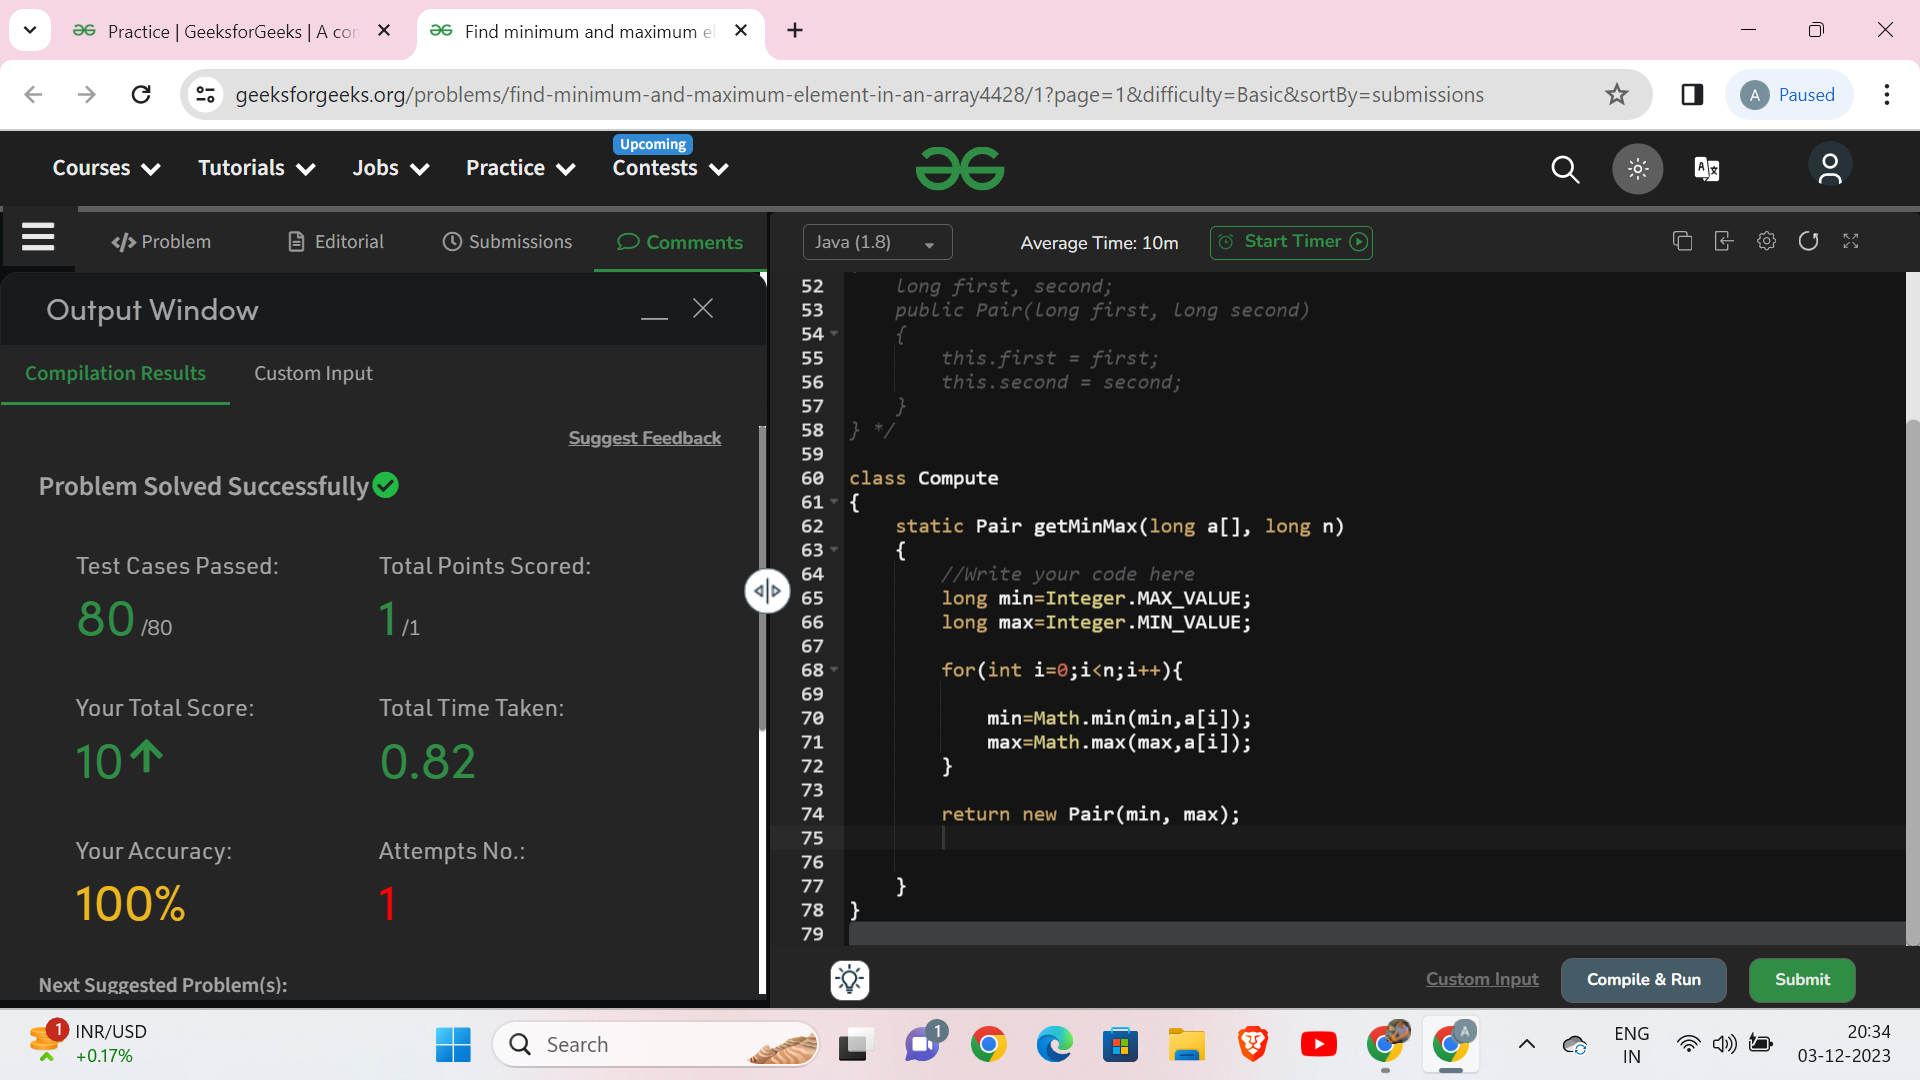 Practice | GeeksforGeeks | A con
Find minimum and maximum el
geeksforgeeks.org/problems/find-minimum-and-maximum-element-in-an-array4428/1?page=1&difficulty=Basic&sortBy=submissions
A Paused
Courses
Tutorials
Jobs
Practice
Upcoming
Contests
Problem
Editorial
Submissions
Comments
Java (1.8)
Average Time: 10m
Start Timer
Output Window
Compilation Results
Custom Input
Suggest Feedback
Problem Solved Successfully
Test Cases Passed:
80 /80
Total Points Scored:
1 /1
Your Total Score:
10
Total Time Taken:
0.82
Your Accuracy:
100%
Attempts No.:
1
Next Suggested Problem(s):
52 long first, second;
53 public Pair(long first, long second)
54 {
55 this.first = first;
56 this.second = second;
57 }
58 } */
59
60 class Compute
61 {
62 static Pair getMinMax(long a[], long n)
63 {
64 //Write your code here
65 long min=Integer.MAX_VALUE;
66 long max=Integer.MIN_VALUE;
67
68 for(int i=0;i<n;i++){
69
70 min=Math.min(min,a[i]);
71 max=Math.max(max,a[i]);
72 }
73
74 return new Pair(min, max);
75
76
77 }
78 }
79
Custom Input
Compile & Run
Submit
1
INR/USD
+0.17%
Search
1
A
ENG
IN
20:34
03-12-2023